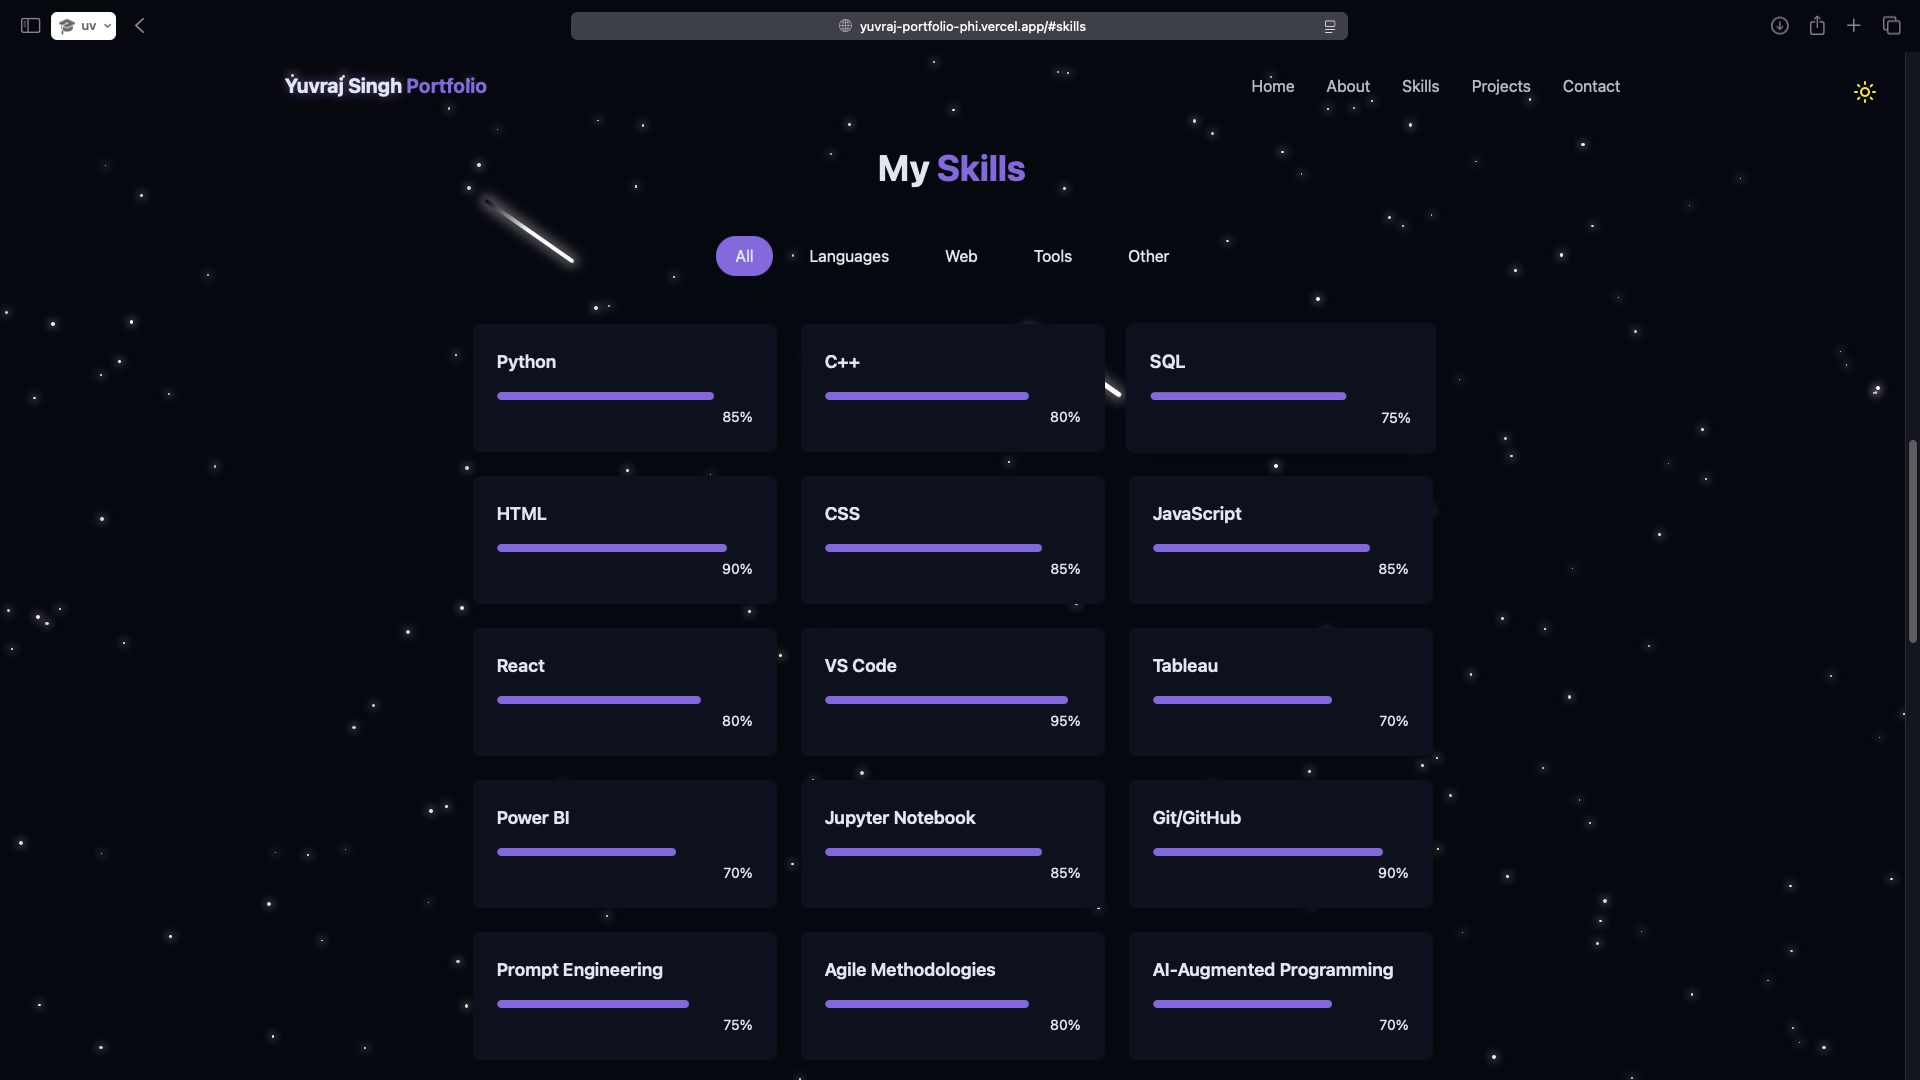 uv
yuvraj-portfolio-phi.vercel.app/#skills
Yuvraj Singh Portfolio
Home About Skills Projects Contact
My Skills
All Languages Web Tools Other
Python C++ SQL
85% 80% 75%
HTML CSS JavaScript
90% 85% 85%
React VS Code Tableau
80% 95% 70%
Power BI Jupyter Notebook Git/GitHub
70% 85% 90%
Prompt Engineering Agile Methodologies AI-Augmented Programming
75% 80% 70%